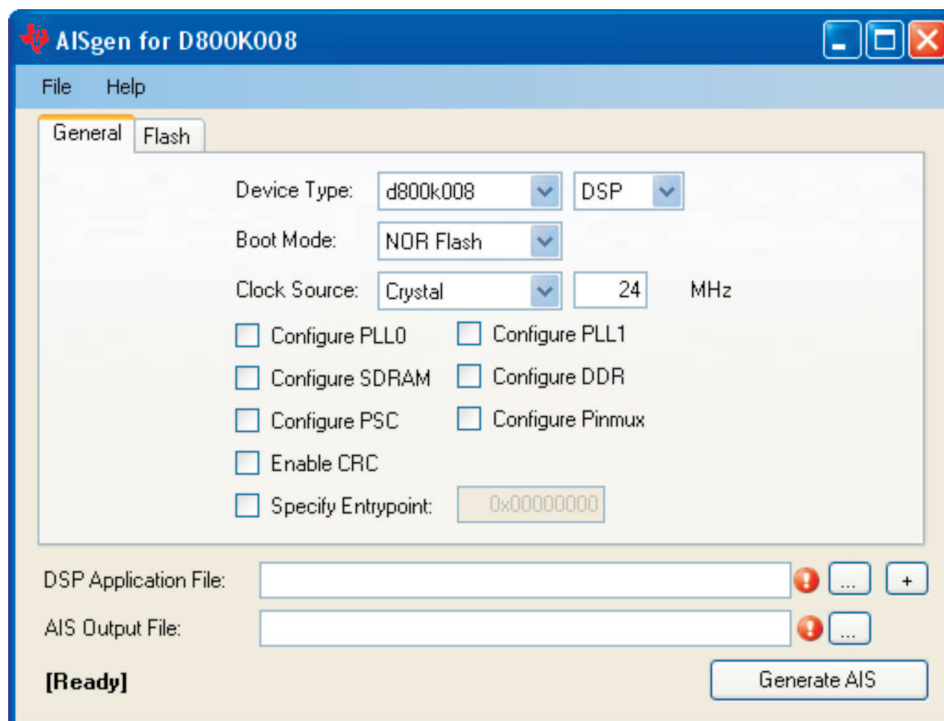 AISgen for D800K008
File Help
General Flash
Device Type: d800k008 DSP
Boot Mode: NOR Flash
Clock Source: Crystal 24 MHz
Configure PLL0 Configure PLL1
Configure SDRAM Configure DDR
Configure PSC Configure Pinmux
Enable CRC
Specify Entrypoint: 0x00000000
DSP Application File: ... +
AIS Output File: ...
[Ready] Generate AIS